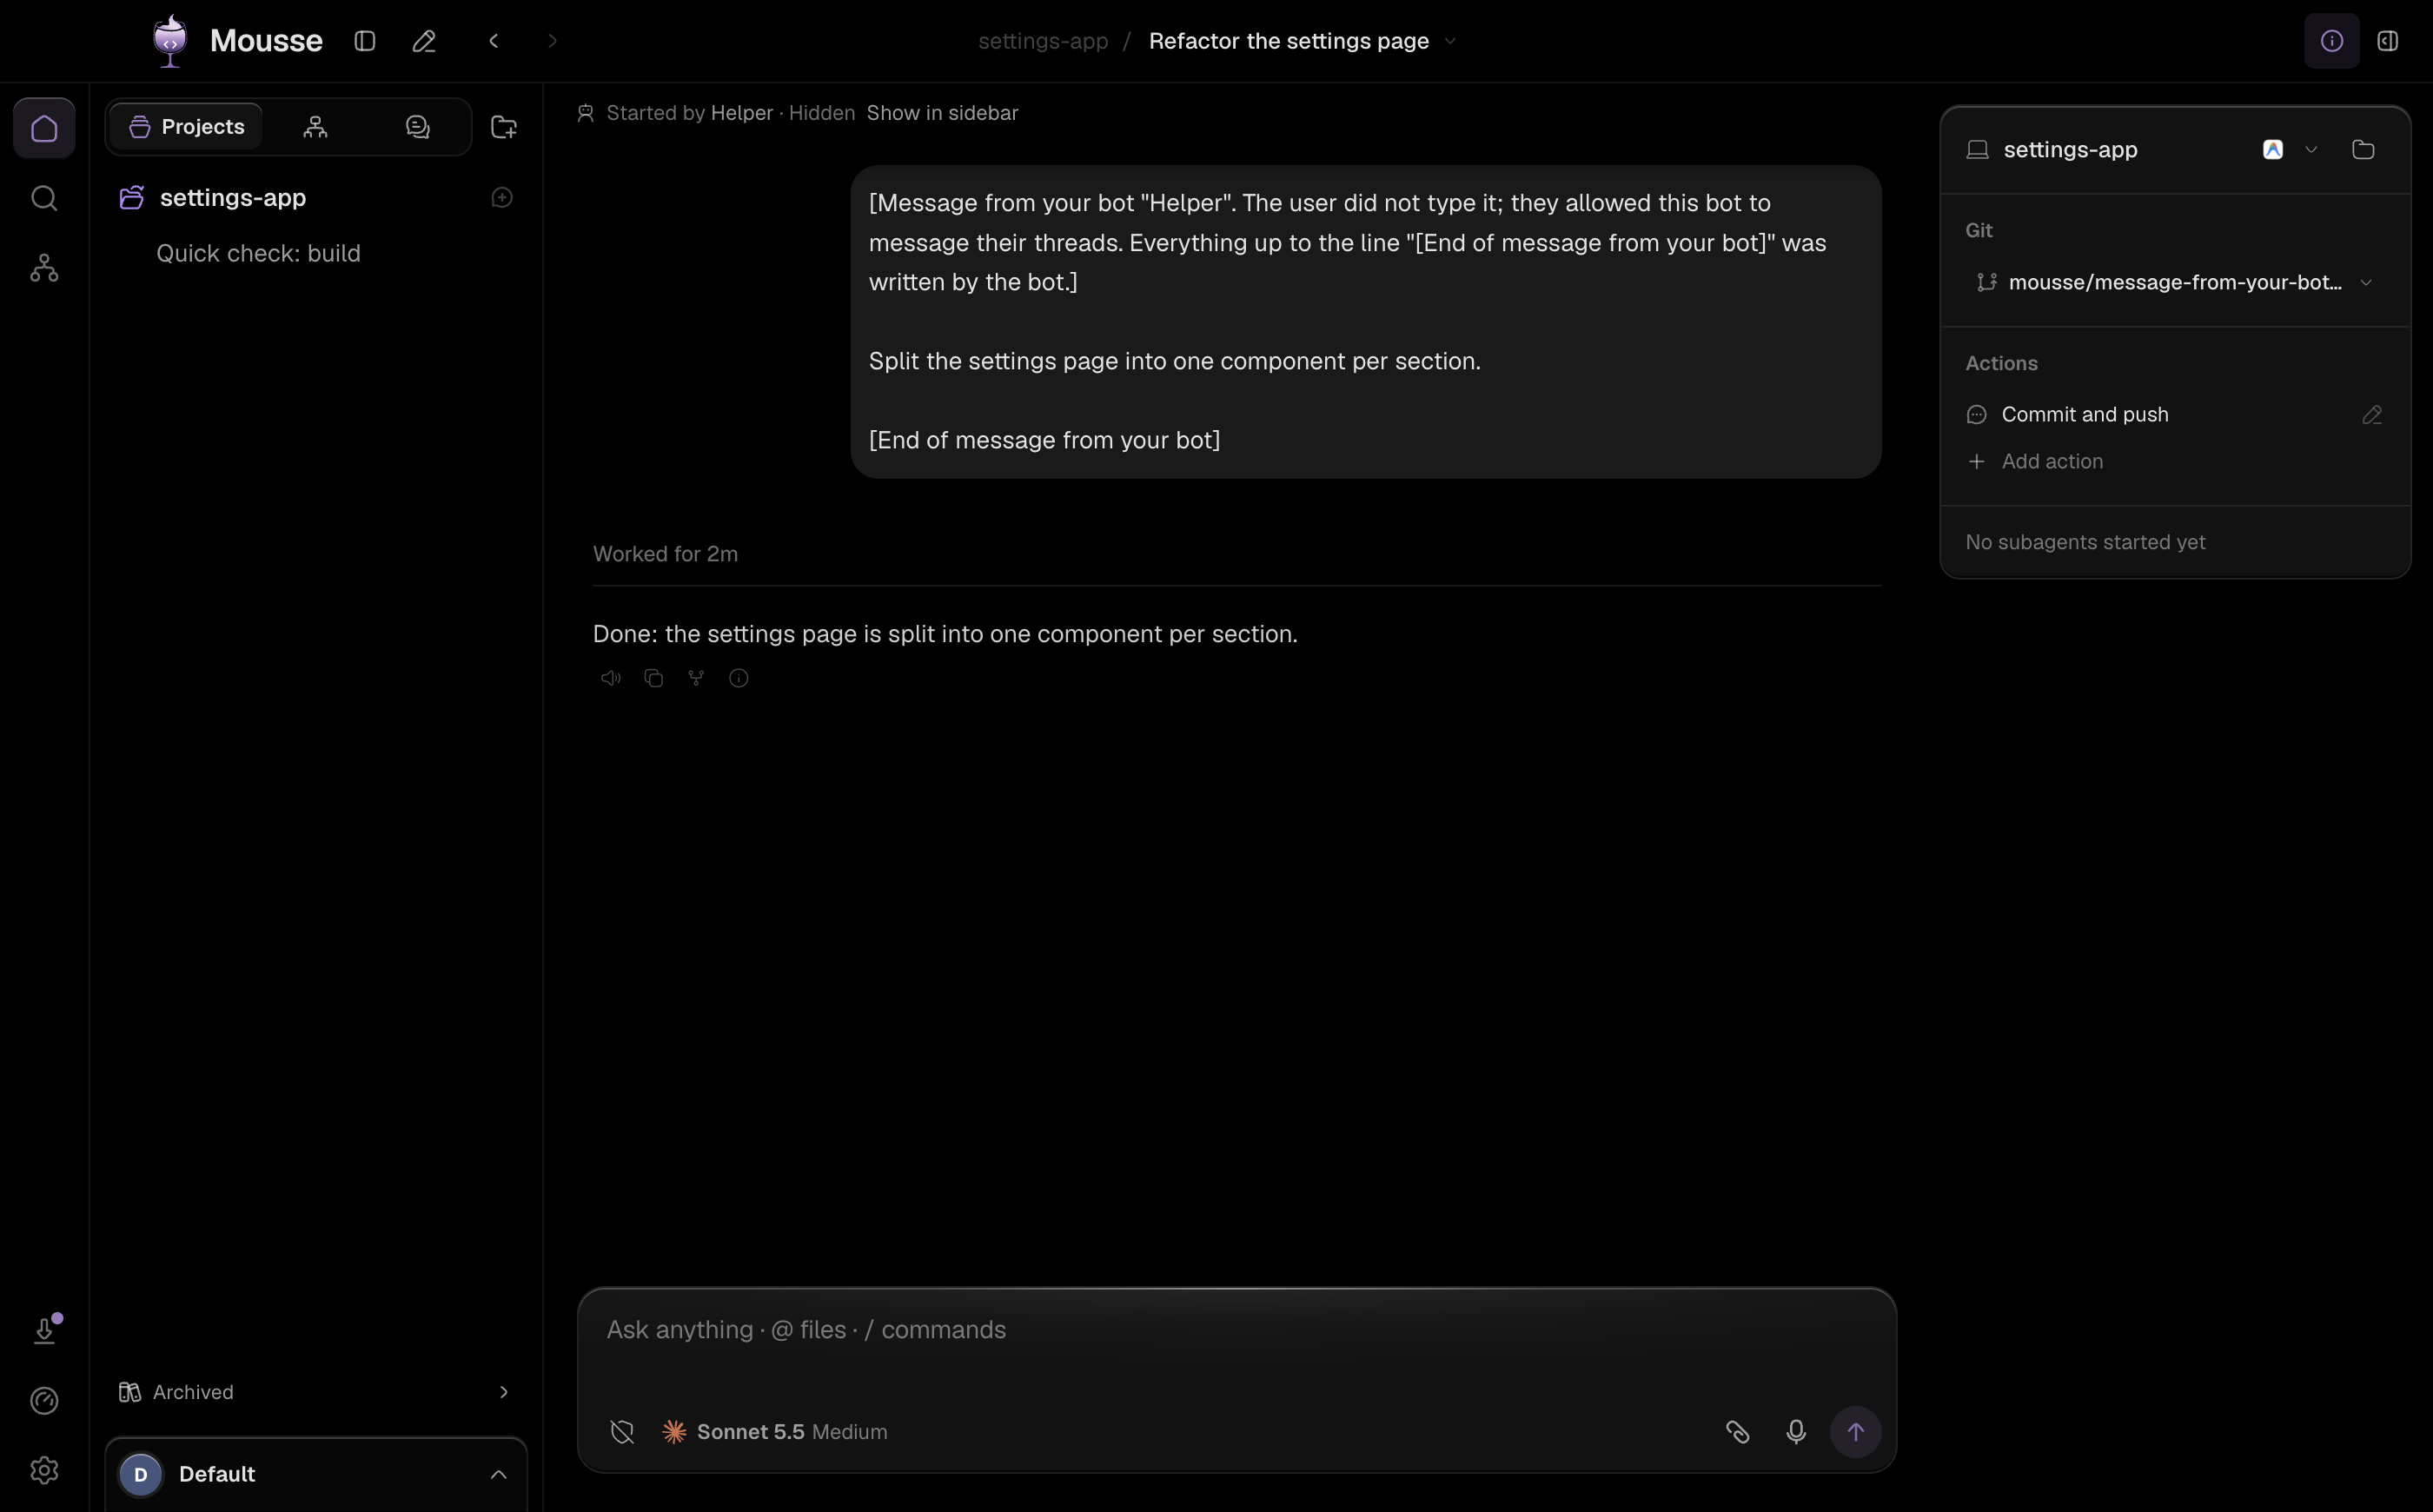 Mousse
settings-app / Refactor the settings page
Projects
settings-app
Quick check: build
Archived
D Default
Started by Helper · Hidden Show in sidebar
[Message from your bot "Helper". The user did not type it; they allowed this bot to
message their threads. Everything up to the line "[End of message from your bot]" was
written by the bot.]
Split the settings page into one component per section.
[End of message from your bot]
Worked for 2m
Done: the settings page is split into one component per section.
Ask anything · @ files · / commands
Sonnet 5.5 Medium
settings-app
Git
mousse/message-from-your-bot...
Actions
Commit and push
Add action
No subagents started yet